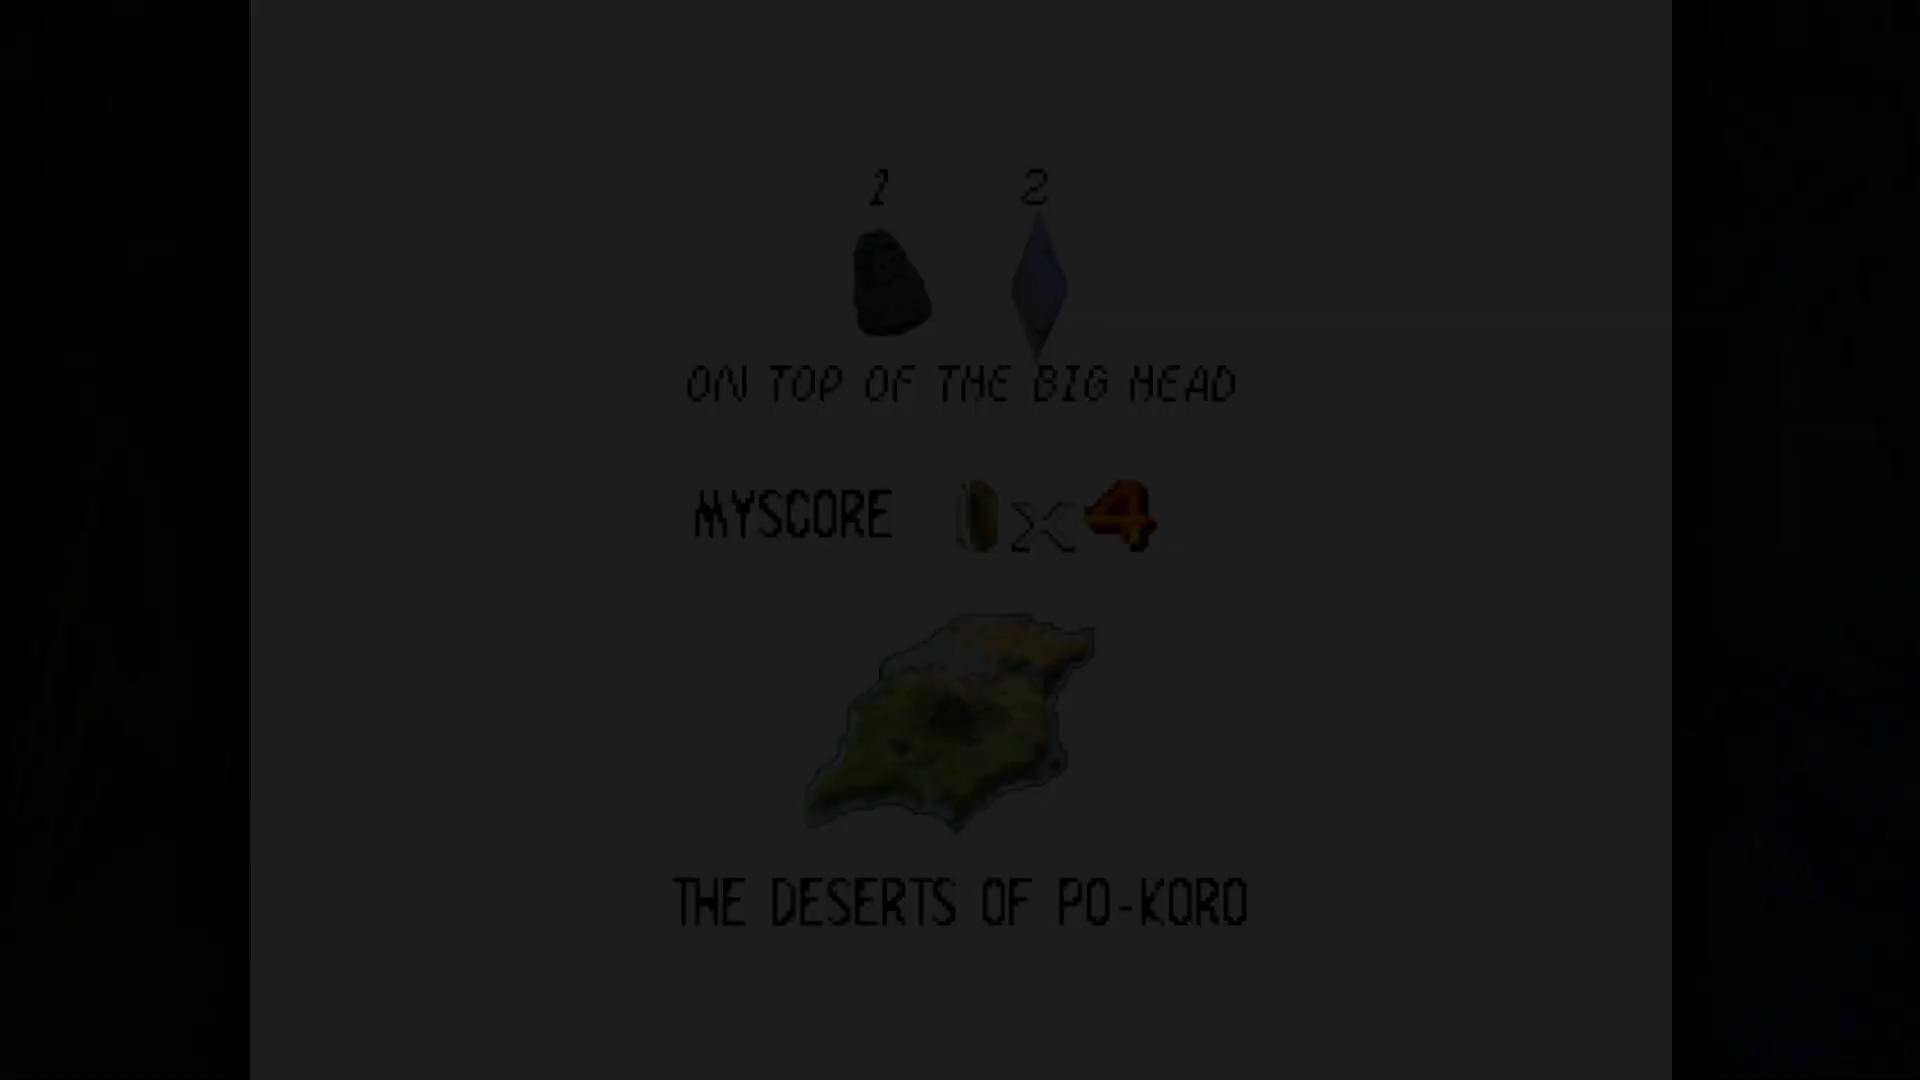 1 2
ON TOP OF THE BIG HEAD
MYSCORE x4
THE DESERTS OF PO-KORO